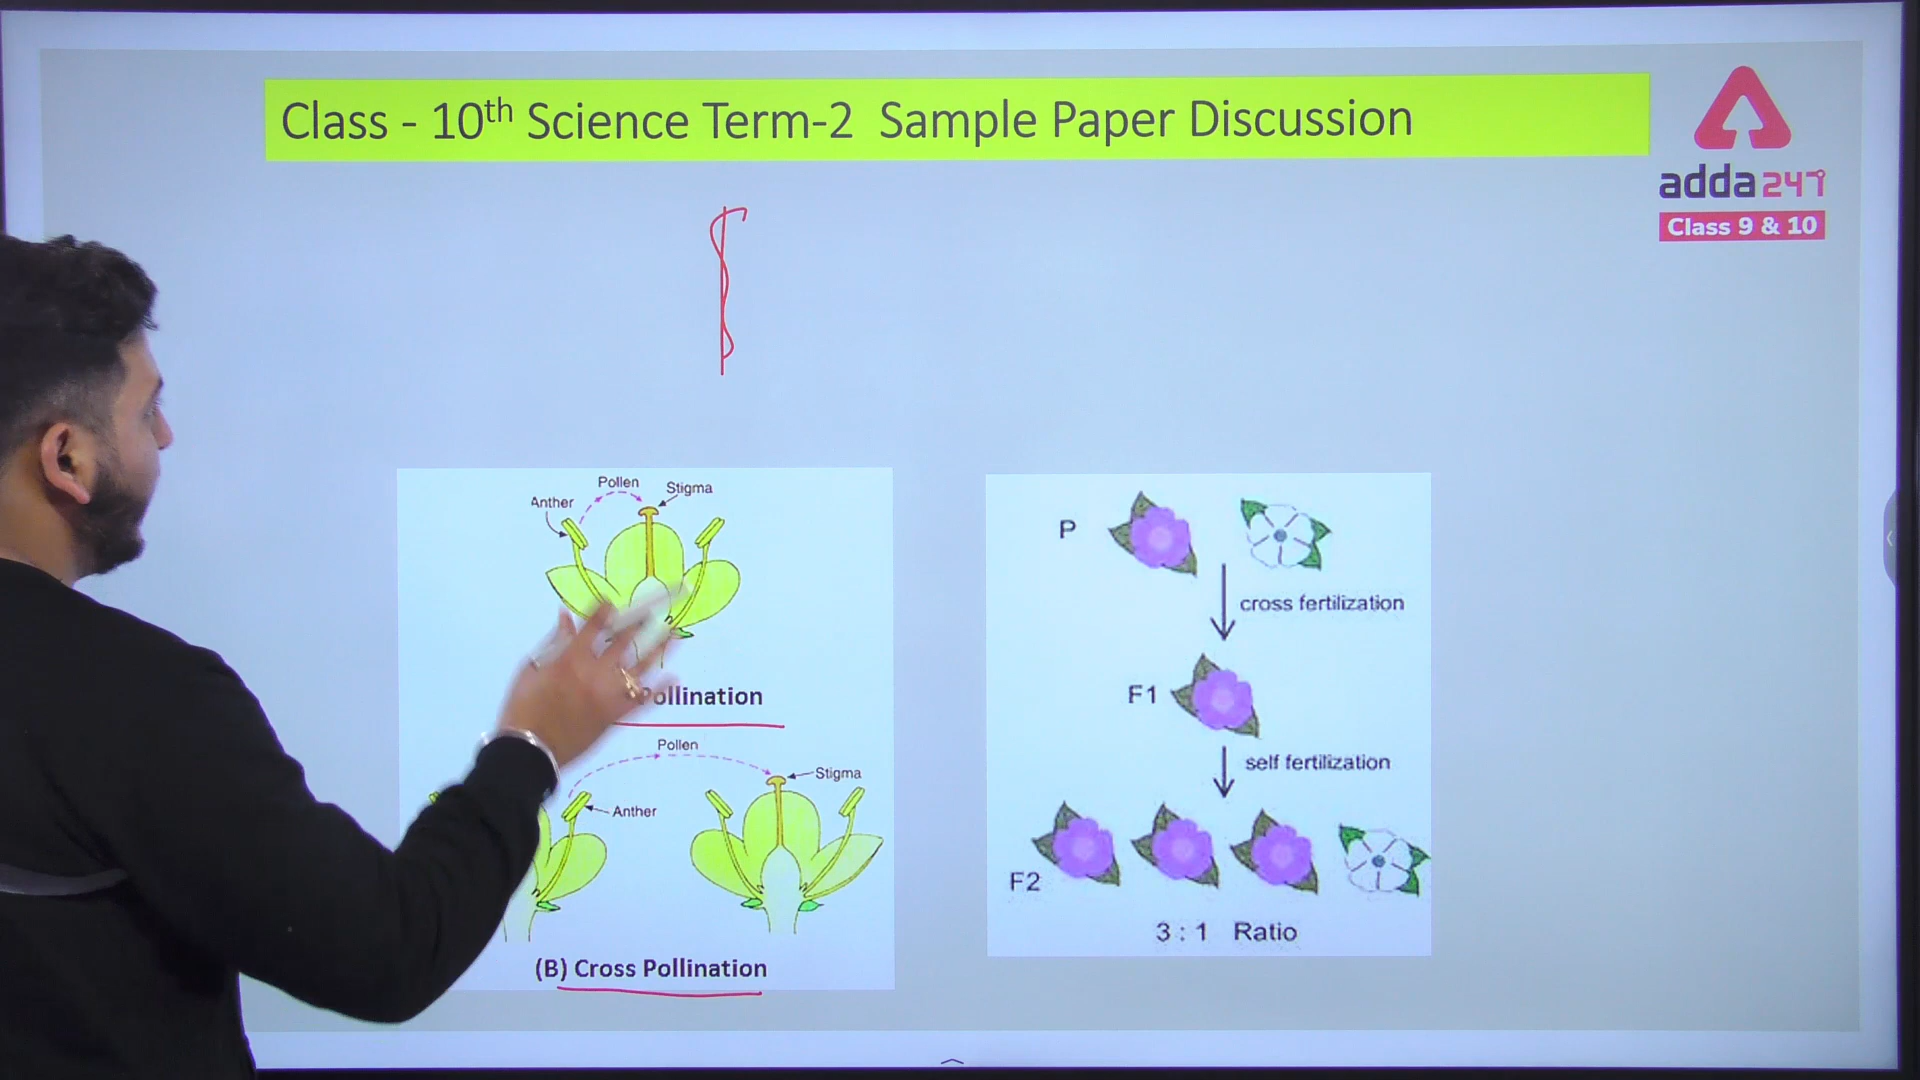 Class - 10th Science Term-2 Sample Paper Discussion
adda247
Class 9 & 10
Pollen
Stigma
Anther
Pollination
Pollen
Stigma
Anther
(B) Cross Pollination
P
cross fertilization
F1
self fertilization
F2
3 : 1 Ratio